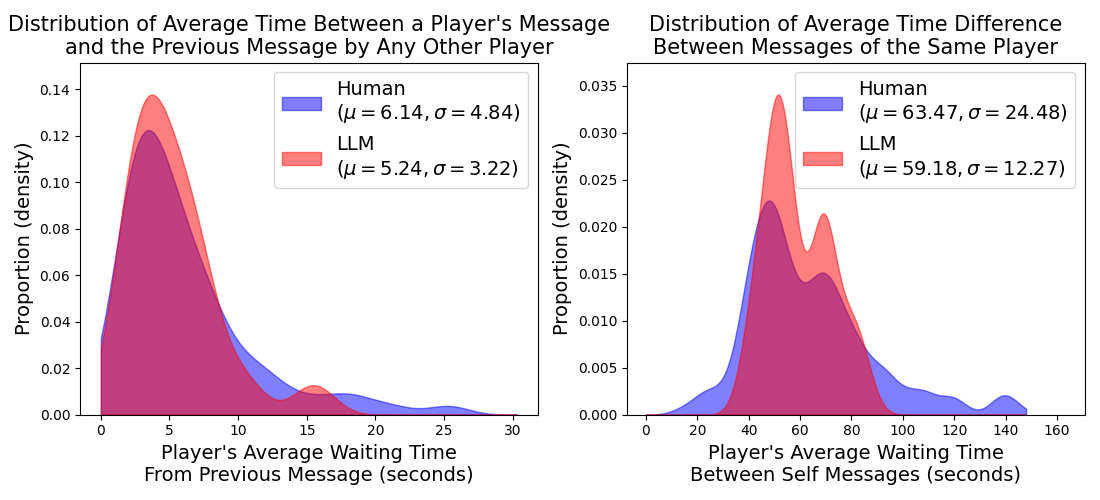 Distribution of Average Time Between a Player's Message
and the Previous Message by Any Other Player
0.14
0.12
0.10
0.08
0.06
0.04
0.02
0.00
Proportion (density)
Human
(μ = 6.14, σ = 4.84)
LLM
(μ = 5.24, σ = 3.22)
0 5 10 15 20 25 30
Player's Average Waiting Time
From Previous Message (seconds)
Distribution of Average Time Difference
Between Messages of the Same Player
0.035
0.030
0.025
0.020
0.015
0.010
0.005
0.000
Proportion (density)
Human
(μ = 63.47, σ = 24.48)
LLM
(μ = 59.18, σ = 12.27)
0 20 40 60 80 100 120 140 160
Player's Average Waiting Time
Between Self Messages (seconds)